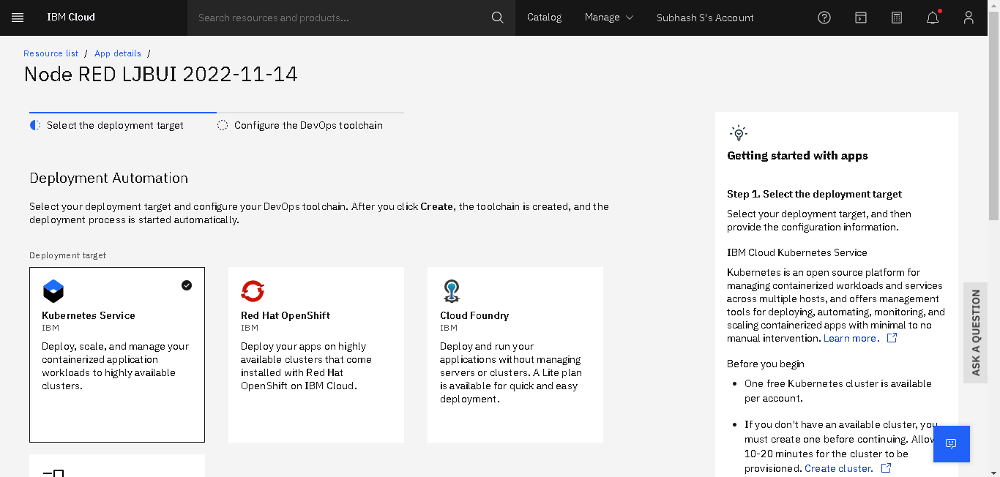 IBM Cloud
Search resources and products...
Catalog
Manage
Subhash S's Account
Resource list / App details /
Node RED LJBUI 2022-11-14
Select the deployment target
Configure the DevOps toolchain
Deployment Automation
Select your deployment target and configure your DevOps toolchain. After you click Create, the toolchain is created, and the
deployment process is started automatically.
Deployment target
Kubernetes Service
IBM
Deploy, scale, and manage your
containerized application
workloads to highly available
clusters.
Red Hat OpenShift
IBM
Deploy your apps on highly
available clusters that come
installed with Red Hat
OpenShift on IBM Cloud.
Cloud Foundry
IBM
Deploy and run your
applications without managing
servers or clusters. A Lite plan
is available for quick and easy
deployment.
Getting started with apps
Step 1. Select the deployment target
Select your deployment target, and then
provide the configuration information.
IBM Cloud Kubernetes Service
Kubernetes is an open source platform for
managing containerized workloads and services
across multiple hosts, and offers management
tools for deploying, automating, monitoring, and
scaling containerized apps with minimal to no
manual intervention. Learn more.
Before you begin
• One free Kubernetes cluster is available
per account.
• If you don't have an available cluster, you
must create one before continuing. Allow
10-20 minutes for the cluster to be
provisioned. Create cluster.
ASK A QUESTION